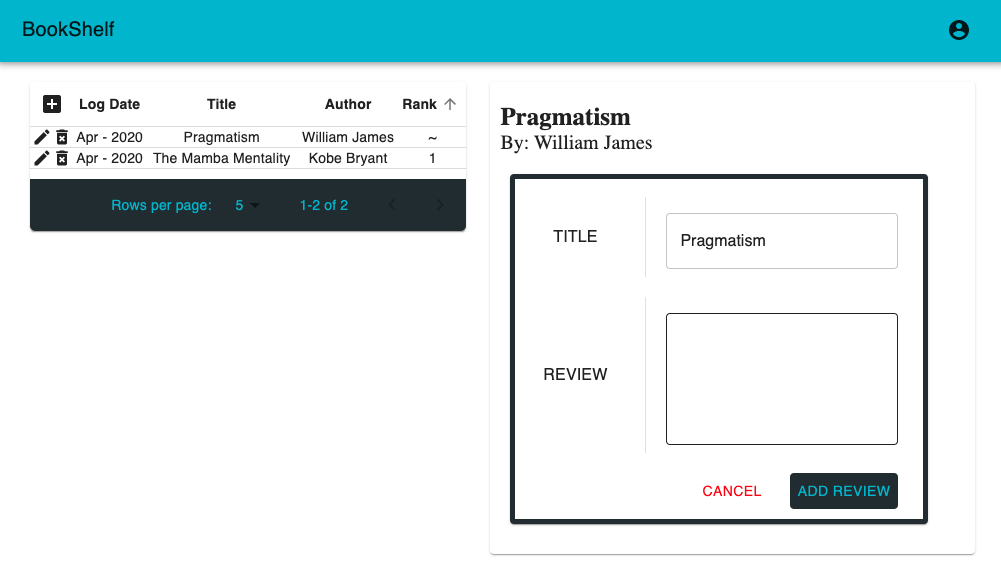 BookShelf
Log Date Title Author Rank
Apr - 2020 Pragmatism William James ~
Apr - 2020 The Mamba Mentality Kobe Bryant 1
Rows per page: 5 1-2 of 2
Pragmatism
By: William James
TITLE Pragmatism
REVIEW
CANCEL ADD REVIEW